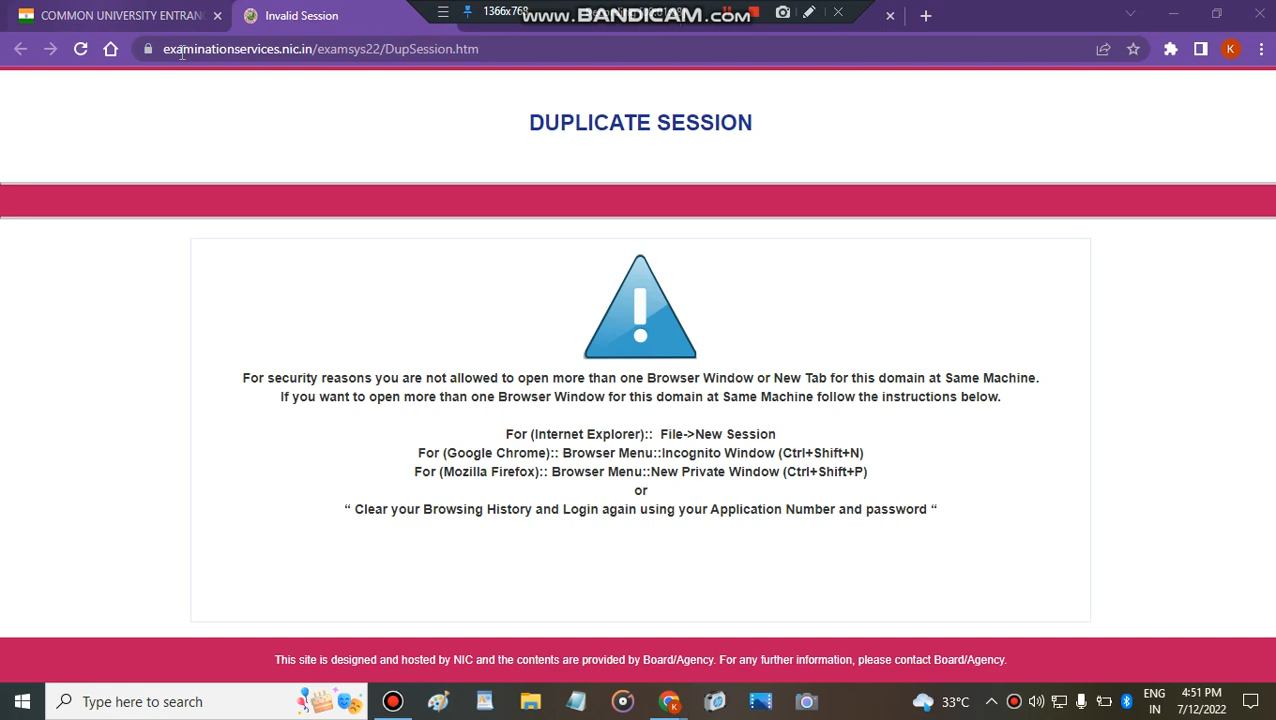 COMMON UNIVERSITY ENTRANC
Invalid Session
1366x768
www.BANDICAM.com
examinationservices.nic.in/examsys22/DupSession.htm
K
DUPLICATE SESSION
For security reasons you are not allowed to open more than one Browser Window or New Tab for this domain at Same Machine.
If you want to open more than one Browser Window for this domain at Same Machine follow the instructions below.
For (Internet Explorer):: File->New Session
For (Google Chrome):: Browser Menu::Incognito Window (Ctrl+Shift+N)
For (Mozilla Firefox):: Browser Menu::New Private Window (Ctrl+Shift+P)
or
“ Clear your Browsing History and Login again using your Application Number and password “
This site is designed and hosted by NIC and the contents are provided by Board/Agency. For any further information, please contact Board/Agency.
Type here to search
K
33°C
ENG
IN
4:51 PM
7/12/2022